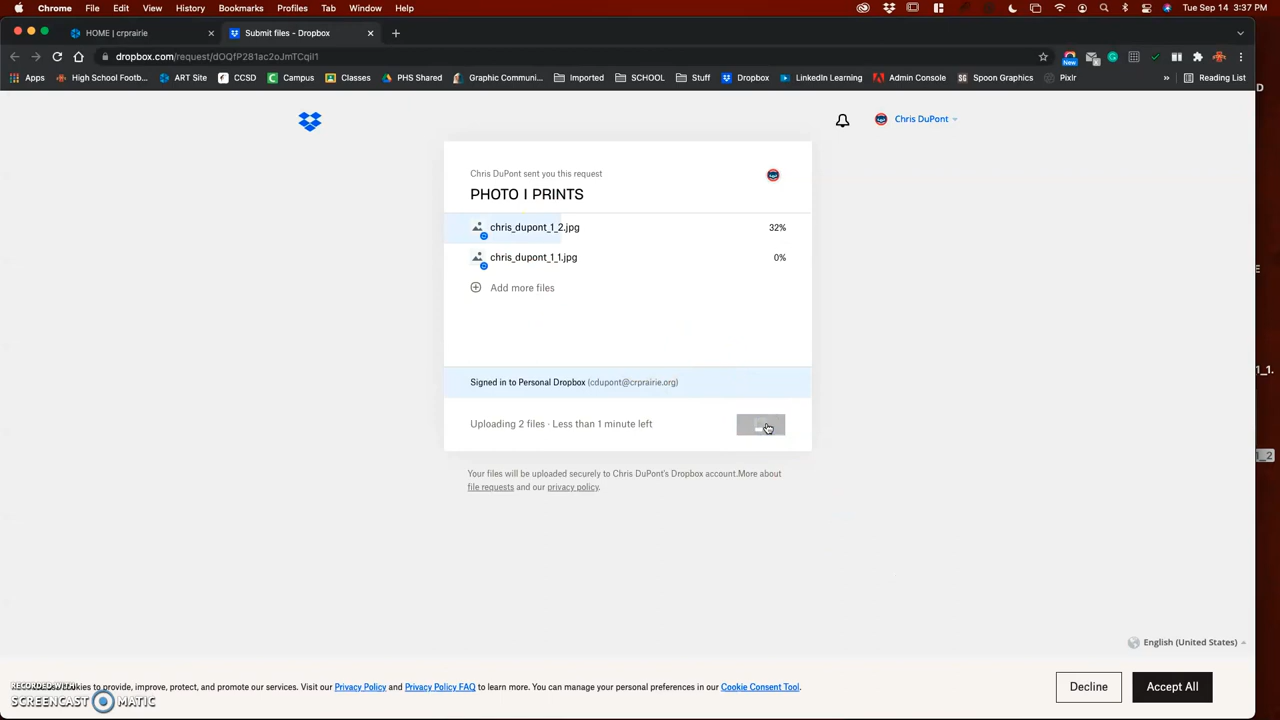 Chrome File Edit View History Bookmarks Profiles Tab Window Help Tue Sep 14 3:37 PM
HOME | crprairie Submit files - Dropbox
dropbox.com/request/dOQfP281ac2oJmTCqiI1
Apps High School Footb... ART Site CCSD Campus Classes PHS Shared Graphic Communi... Imported SCHOOL Stuff Dropbox LinkedIn Learning Admin Console Spoon Graphics Pixlr » Reading List
New
Chris DuPont
Chris DuPont sent you this request
PHOTO I PRINTS
chris_dupont_1_2.jpg 32%
chris_dupont_1_1.jpg 0%
Add more files
Signed in to Personal Dropbox (cdupont@crprairie.org)
Uploading 2 files · Less than 1 minute left
Your files will be uploaded securely to Chris DuPont's Dropbox account.More about
file requests and our privacy policy.
English (United States)
cookies to provide, improve, protect, and promote our services. Visit our Privacy Policy and Privacy Policy FAQ to learn more. You can manage your personal preferences in our Cookie Consent Tool.
Decline Accept All
RECORDED WITH
SCREENCAST MATIC